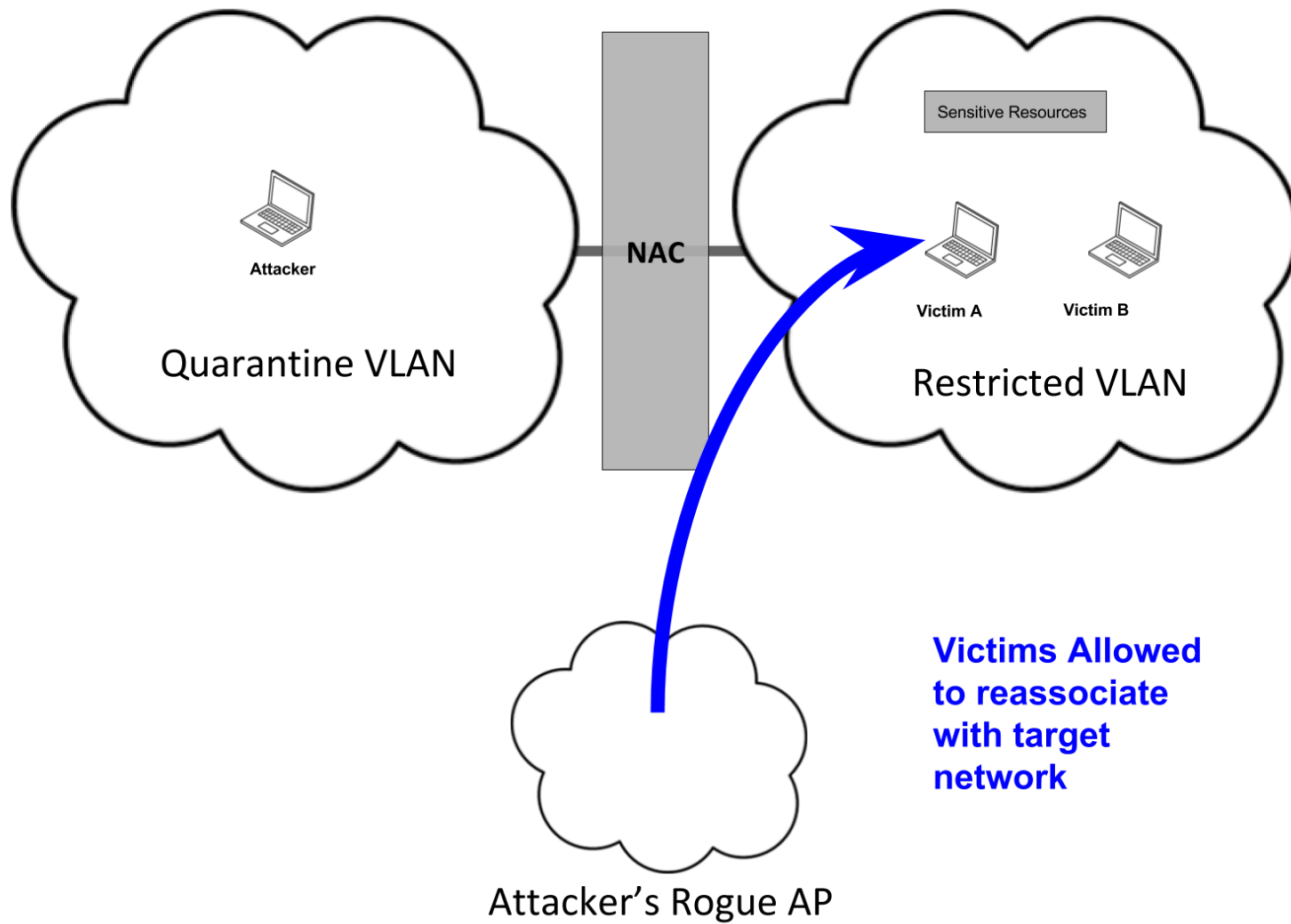 Sensitive Resources
NAC
Attacker
Victim A
Victim B
Quarantine VLAN
Restricted VLAN
Victims Allowed
to reassociate
with target
network
Attacker’s Rogue AP